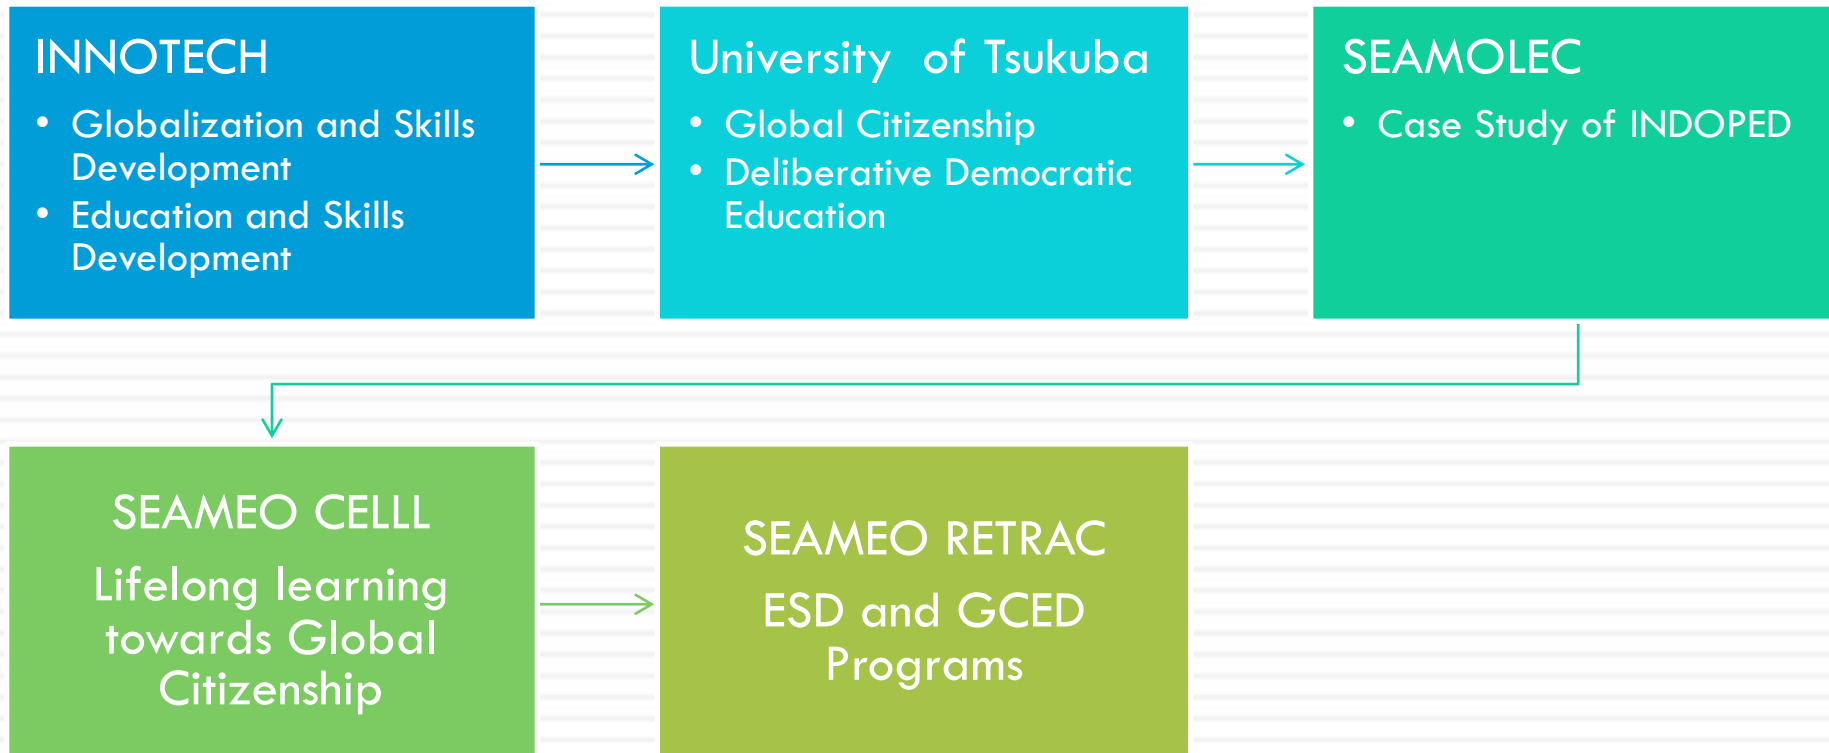 INNOTECH
• Globalization and Skills
Development
• Education and Skills
Development
University of Tsukuba
• Global Citizenship
• Deliberative Democratic
Education
SEAMOLEC
• Case Study of INDOPED
SEAMEO CELLL
Lifelong learning
towards Global
Citizenship
SEAMEO RETRAC
ESD and GCED
Programs